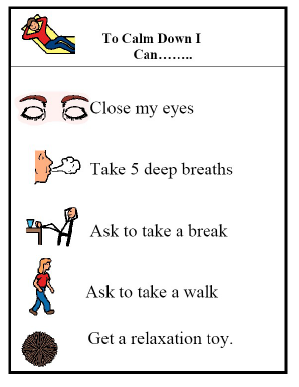 To Calm Down I
Can……..
Close my eyes
Take 5 deep breaths
Ask to take a break
Ask to take a walk
Get a relaxation toy.